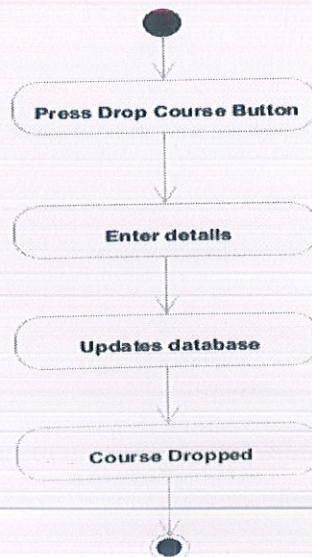 Press Drop Course Button
Enter details
Updates database
Course Dropped